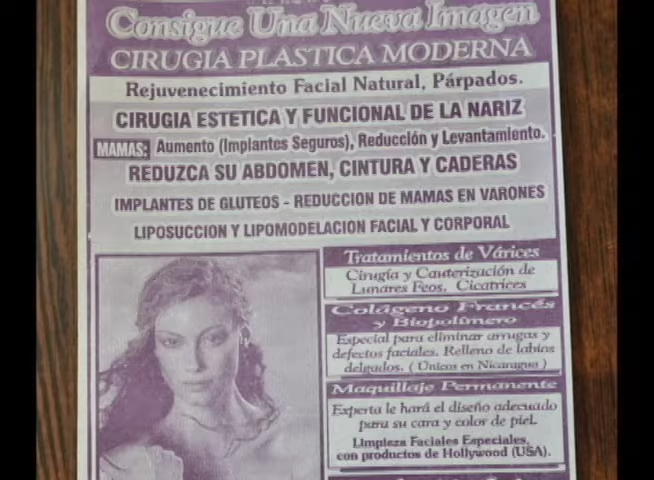 Consigue Una Nueva Imagen
CIRUGIA PLASTICA MODERNA
Rejuvenecimiento Facial Natural, Párpados.
CIRUGIA ESTETICA Y FUNCIONAL DE LA NARIZ
MAMAS: Aumento (Implantes Seguros), Reducción y Levantamiento.
REDUZCA SU ABDOMEN, CINTURA Y CADERAS
IMPLANTES DE GLUTEOS - REDUCCION DE MAMAS EN VARONES
LIPOSUCCION Y LIPOMODELACION FACIAL Y CORPORAL
Tratamientos de Várices
Cirugía y Cauterización de
Lunares Feos, Cicatrices
Colágeno Francés
y Biopolímero
Especial para eliminar arrugas y
defectos faciales. Relleno de labios
delgados. ( Unicos en Nicaragua )
Maquillaje Permanente
Experta le hará el diseño adecuado
para su cara y color de piel.
Limpieza Faciales Especiales,
con productos de Hollywood (USA).